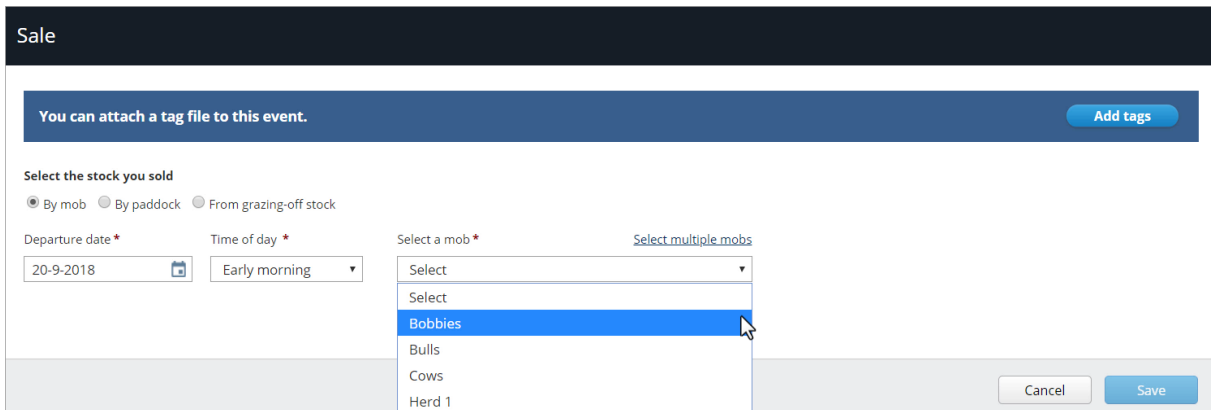 Sale
You can attach a tag file to this event.
Add tags
Select the stock you sold
By mob By paddock From grazing-off stock
Departure date * Time of day * Select a mob * Select multiple mobs
20-9-2018 Early morning Select
Select
Bobbies
Bulls
Cows
Herd 1
Cancel Save